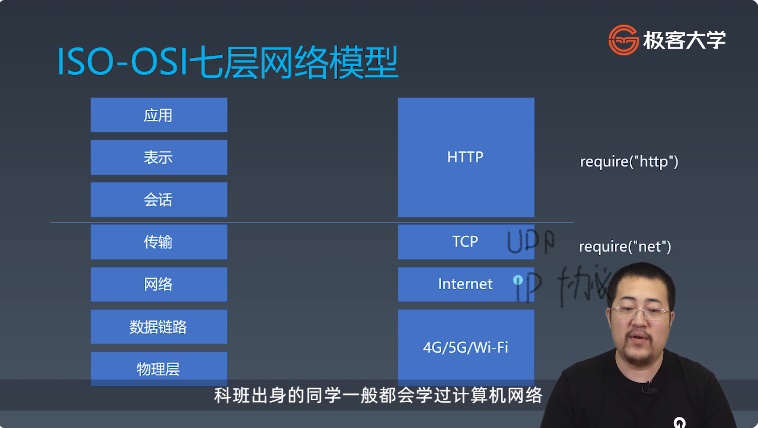 极客大学
ISO-OSI七层网络模型
应用
表示
会话
传输
网络
数据链路
物理层
HTTP
require("http")
TCP
UDP
require("net")
Internet
IP 协议
4G/5G/Wi-Fi
科班出身的同学一般都会学过计算机网络